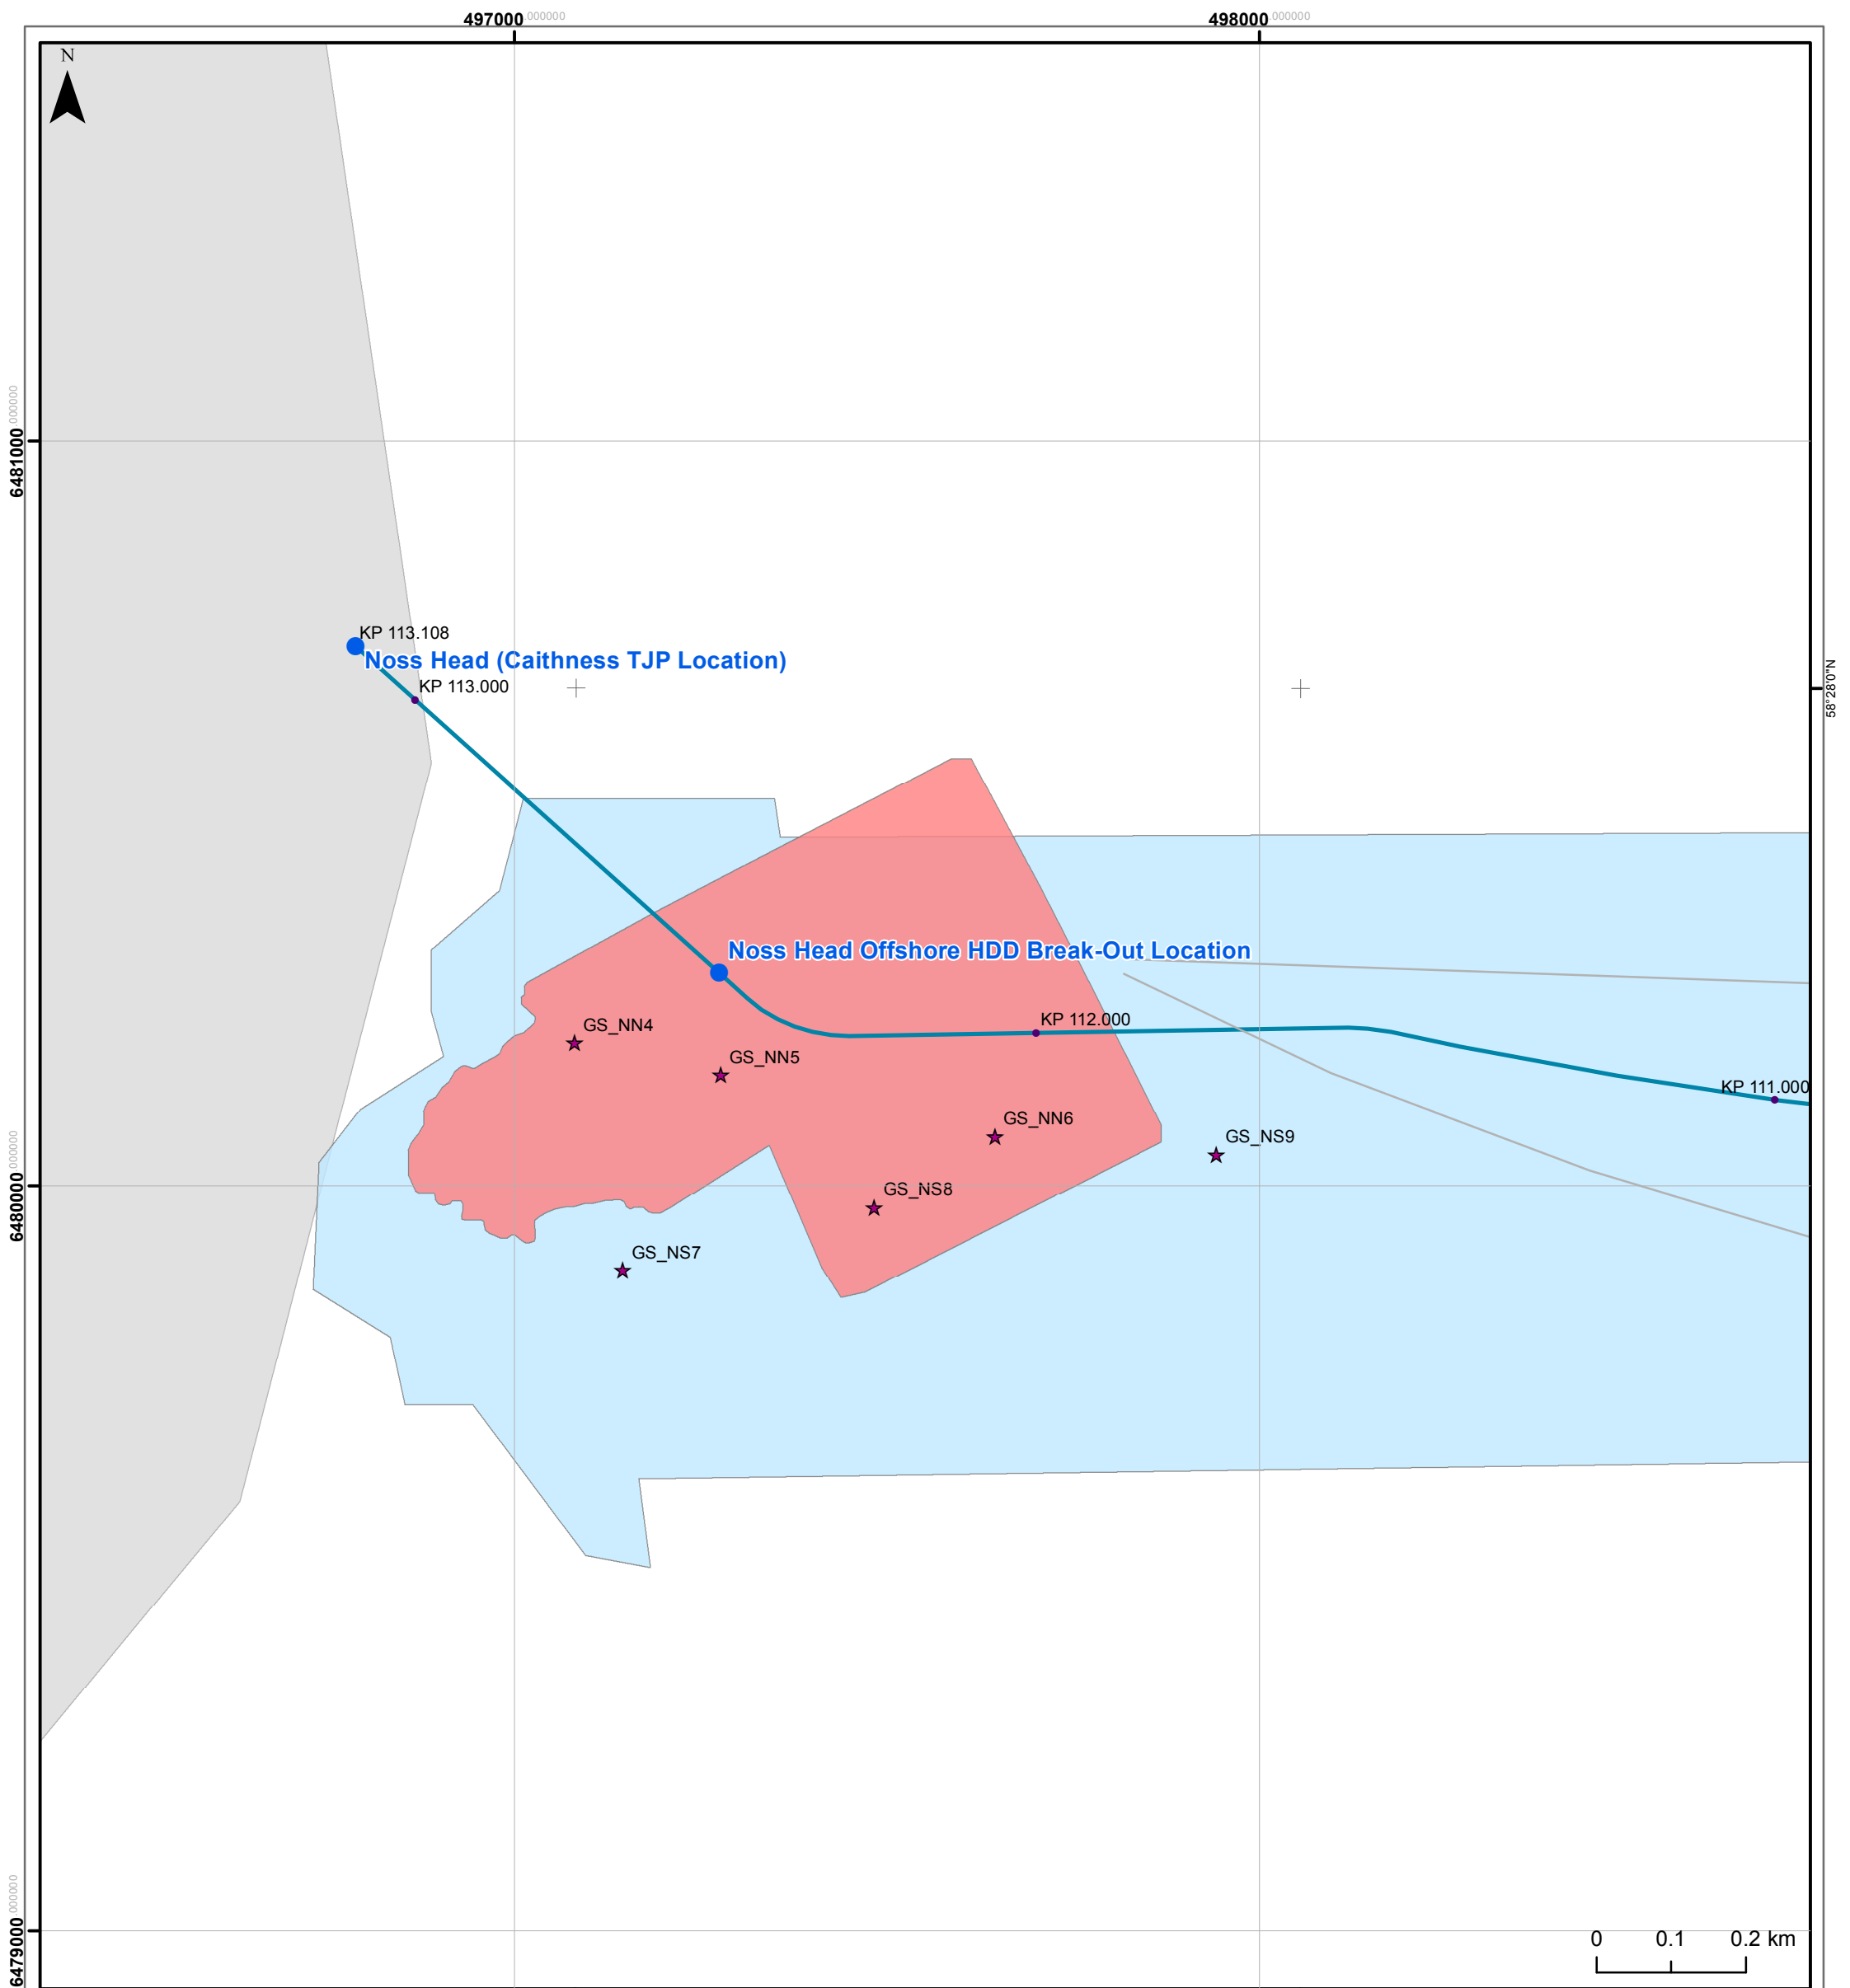 497000.000000
498000.000000
N
6481000.000000
KP 113.108
Noss Head (Caithness TJP Location)
KP 113.000
58°28'0"N
Noss Head Offshore HDD Break-Out Location
KP 112.000
GS_NN4
GS_NN5
KP 111.000
GS_NN6
GS_NS9
6480000.000000
GS_NS8
GS_NS7
6479000.000000
0 0.1 0.2 km